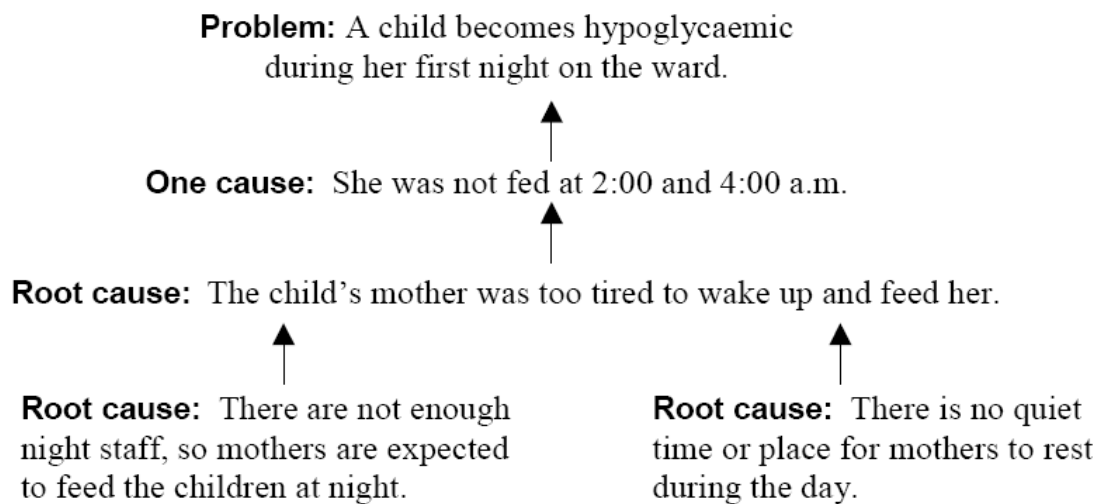 Problem: A child becomes hypoglycaemic
during her first night on the ward.
One cause: She was not fed at 2:00 and 4:00 a.m.
Root cause: The child’s mother was too tired to wake up and feed her.
Root cause: There are not enough
night staff, so mothers are expected
to feed the children at night.
Root cause: There is no quiet
time or place for mothers to rest
during the day.